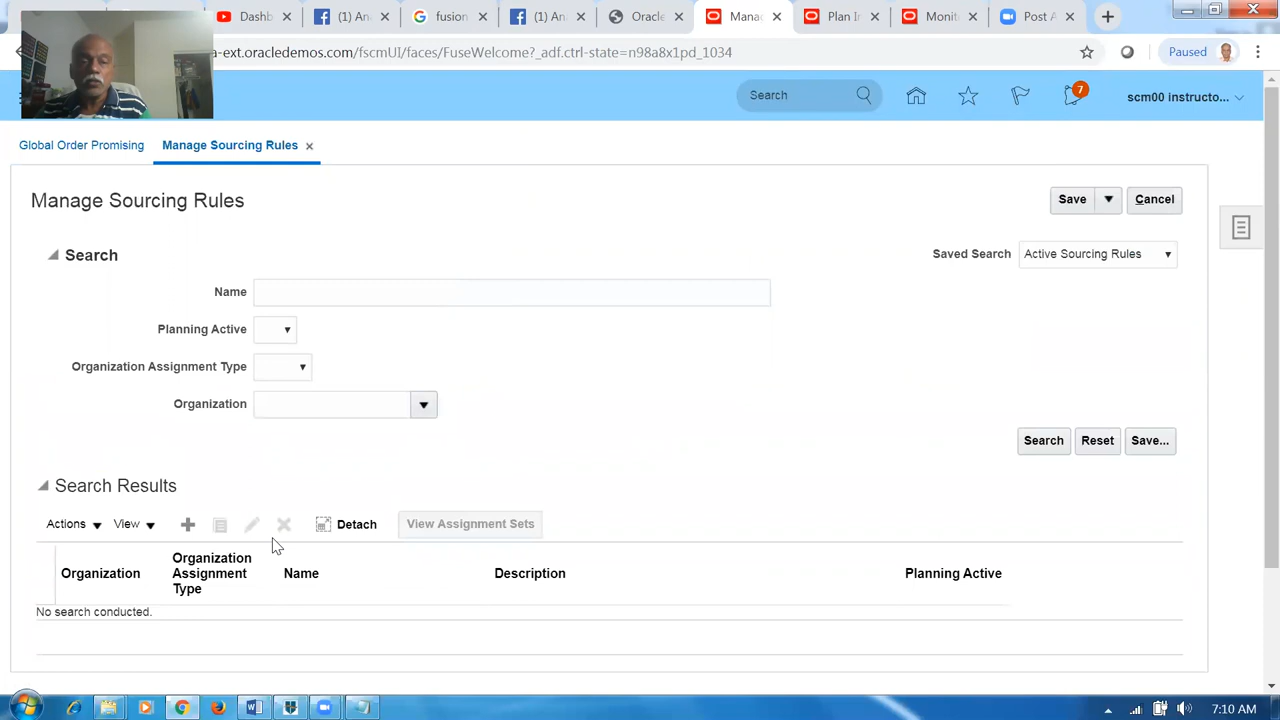 Dashb
(1) An
fusion
(1) A
Oracle
Mana
Plan I
Moni
Post A
a-ext.oracledemos.com/fscmUI/faces/FuseWelcome?_adf.ctrl-state=n98a8x1pd_1034
Paused
Search
7
scm00 instructo...
Global Order Promising
Manage Sourcing Rules
Manage Sourcing Rules
Save
Cancel
Search
Saved Search
Active Sourcing Rules
Name
Planning Active
Organization Assignment Type
Organization
Search
Reset
Save...
Search Results
Actions
View
Detach
View Assignment Sets
Organization
Organization
Assignment
Type
Name
Description
Planning Active
No search conducted.
7:10 AM